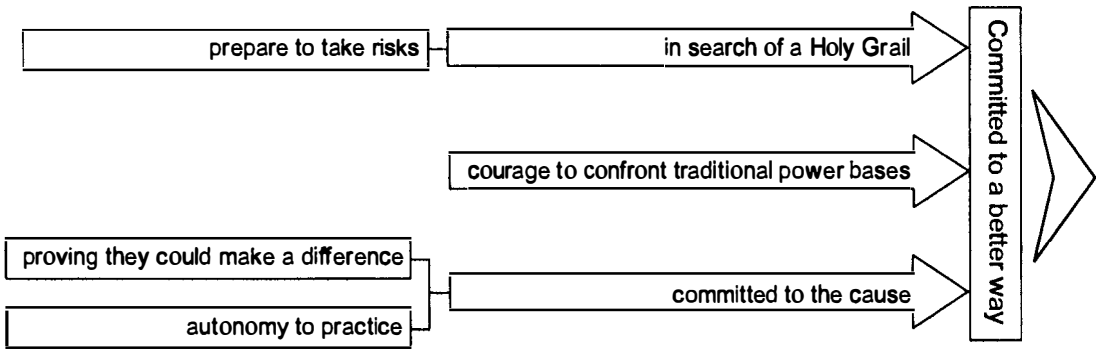 prepare to take risks
in search of a Holy Grail
courage to confront traditional power bases
proving they could make a difference
autonomy to practice
committed to the cause
Committed to a better way